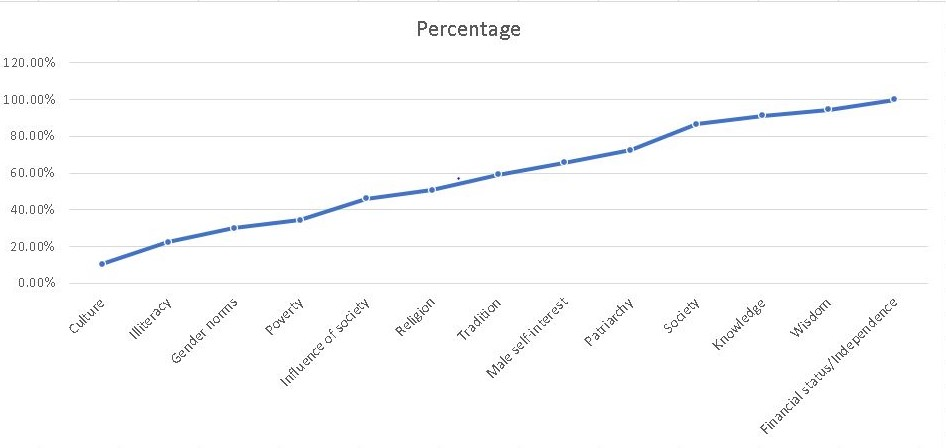 Percentage
120.00%
100.00%
80.00%
60.00%
40.00%
20.00%
0.00%
Culture
Illiteracy
Gender norms
Poverty
Influence of society
Religion
Tradition
Male self-interest
Patriarchy
Society
Knowledge
Wisdom
Financial status/Independence